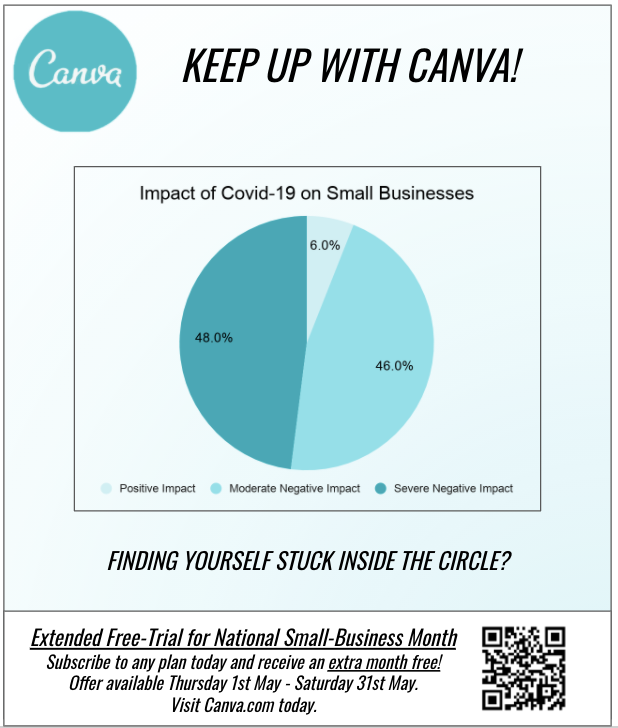 Canva
KEEP UP WITH CANVA!
Impact of Covid-19 on Small Businesses
6.0%
48.0%
46.0%
Positive Impact
Moderate Negative Impact
Severe Negative Impact
FINDING YOURSELF STUCK INSIDE THE CIRCLE?
Extended Free-Trial for National Small-Business Month
Subscribe to any plan today and receive an extra month free!
Offer available Thursday 1st May - Saturday 31st May.
Visit Canva.com today.